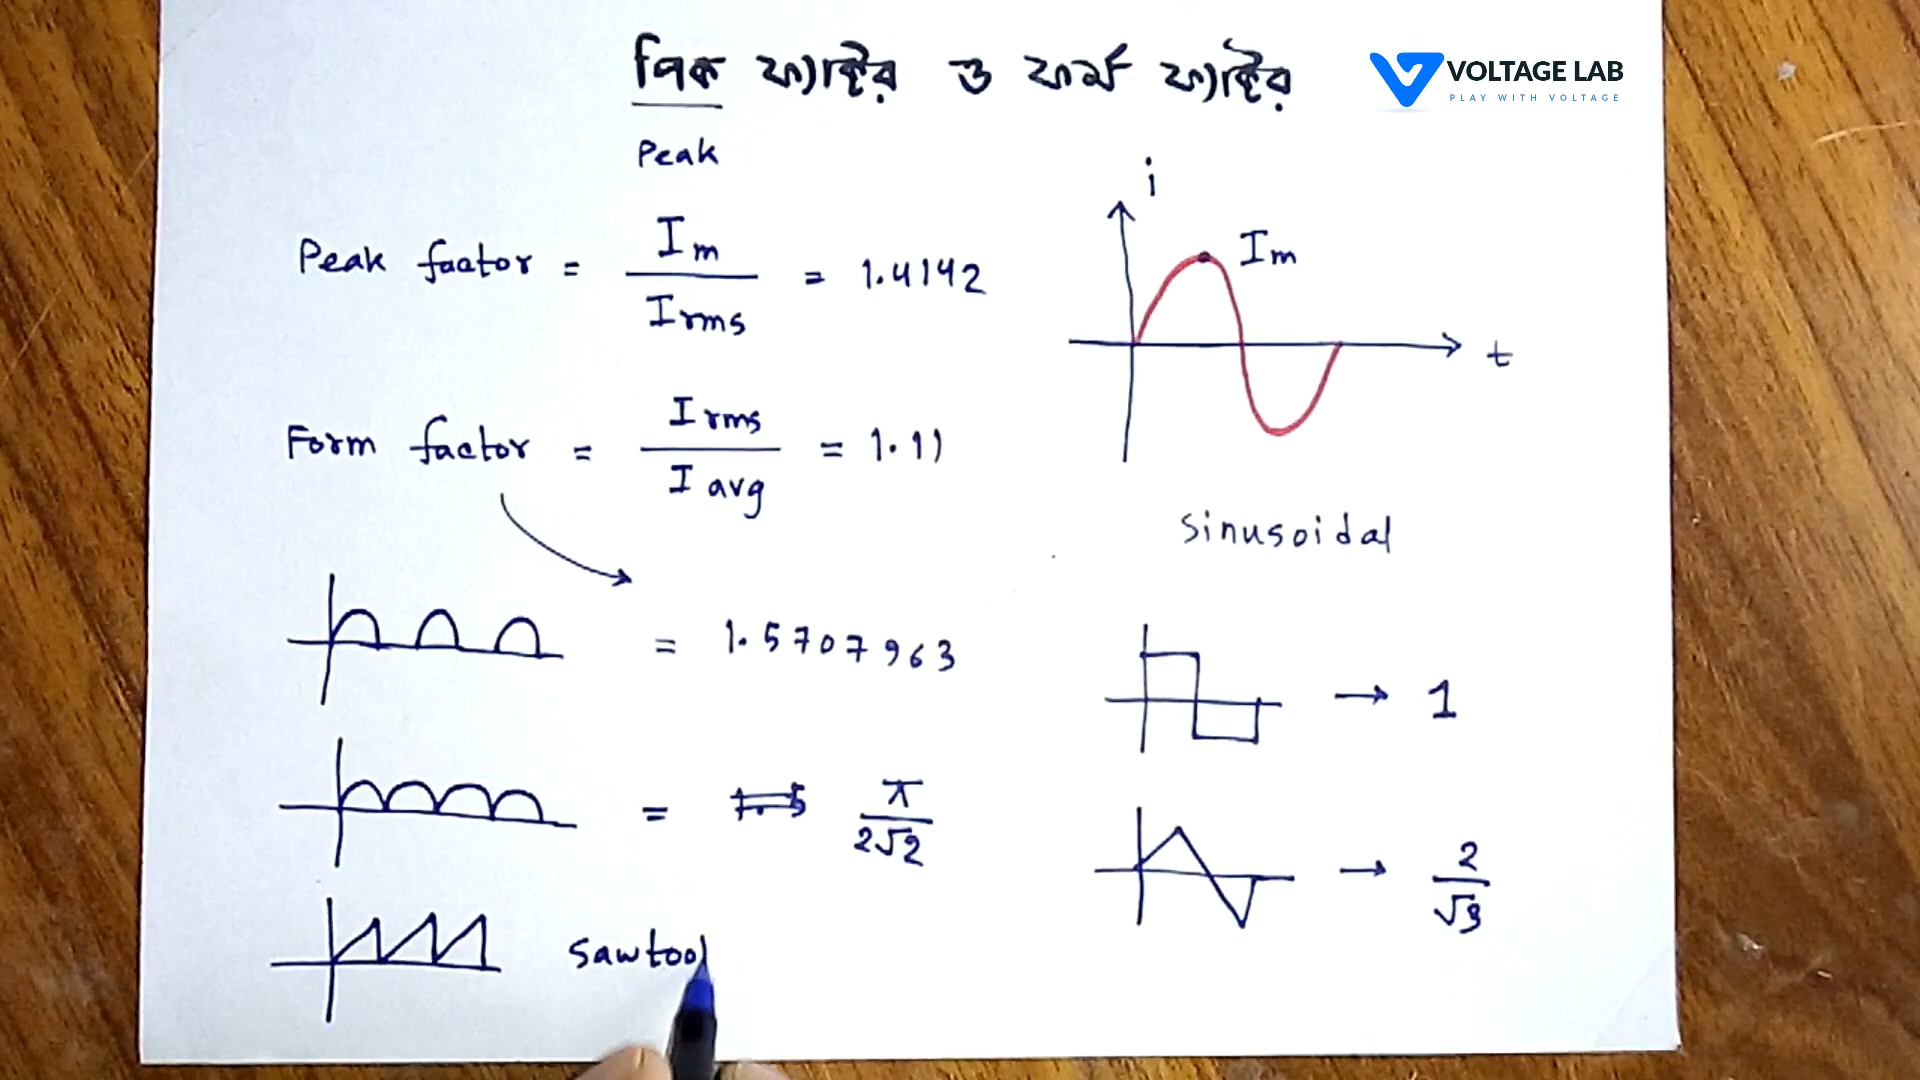 পিক ফ্যাক্টর ও ফর্ম ফ্যাক্টর
VOLTAGE LAB
PLAY WITH VOLTAGE
Peak
Peak factor = Im / Irms = 1.4142
i
Im
t
Form factor = Irms / Iavg = 1.11
sinusoidal
= 1.5707963
→ 1
= π / 2√2
→ 2 / √3
sawtoo